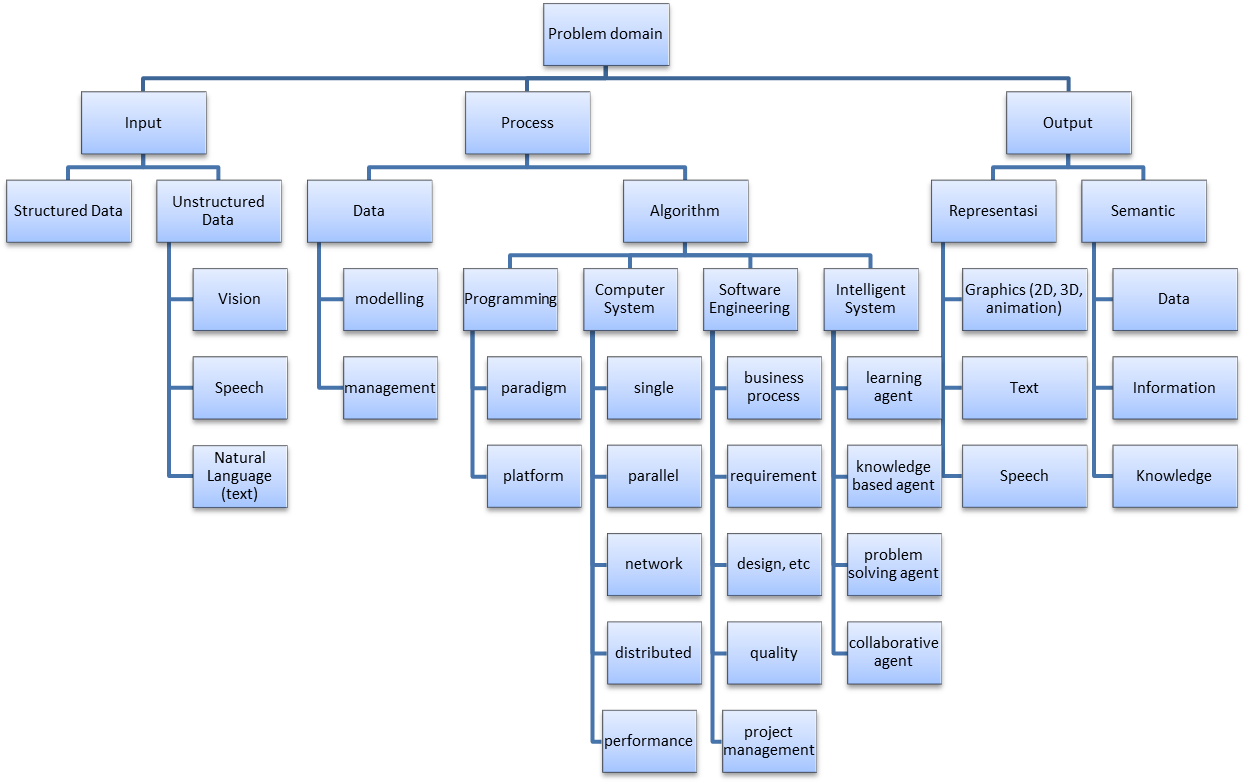 Problem domain
Input
Process
Output
Structured Data
Unstructured
Data
Data
Algorithm
Representasi
Semantic
Vision
modelling
Programming
Computer
System
Software
Engineering
Intelligent
System
Graphics (2D, 3D,
animation)
Data
Speech
management
paradigm
single
business
process
learning
agent
Text
Information
Natural
Language
(text)
platform
parallel
requirement
knowledge
based agent
Speech
Knowledge
network
design, etc
problem
solving agent
distributed
quality
collaborative
agent
performance
project
management